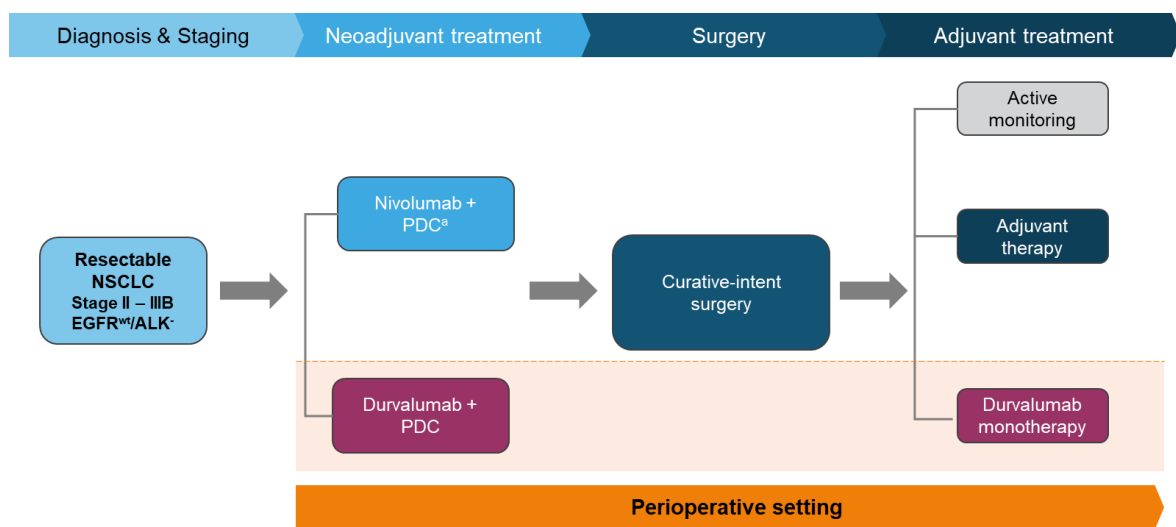 Diagnosis & Staging
Neoadjuvant treatment
Surgery
Adjuvant treatment
Active
monitoring
Nivolumab +
PDCᵃ
Adjuvant
therapy
Resectable
NSCLC
Stage II – IIIB
EGFRʷᵗ/ALK⁻
Curative-intent
surgery
Durvalumab +
PDC
Durvalumab
monotherapy
Perioperative setting